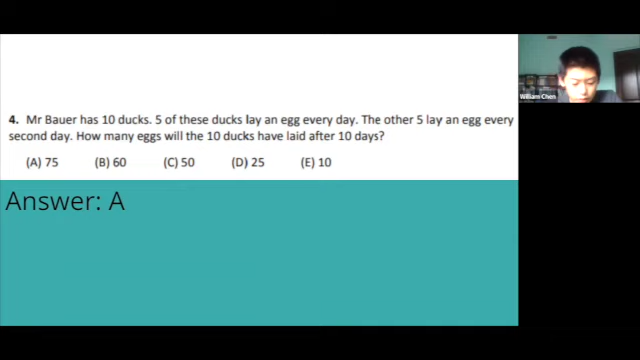 4. Mr Bauer has 10 ducks. 5 of these ducks lay an egg every day. The other 5 lay an egg every
second day. How many eggs will the 10 ducks have laid after 10 days?
(A) 75 (B) 60 (C) 50 (D) 25 (E) 10
Answer: A
William Chen